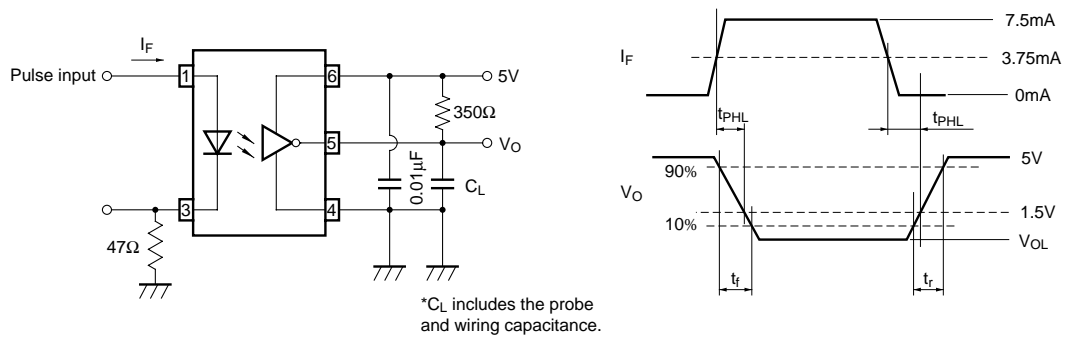 I_F
Pulse input
1
6
5V
350Ω
5
V_O
0.01µF
C_L
3
4
47Ω
*C_L includes the probe
and wiring capacitance.
7.5mA
I_F
3.75mA
0mA
t_PHL
t_PHL
5V
90%
V_O
1.5V
10%
V_OL
t_f
t_r